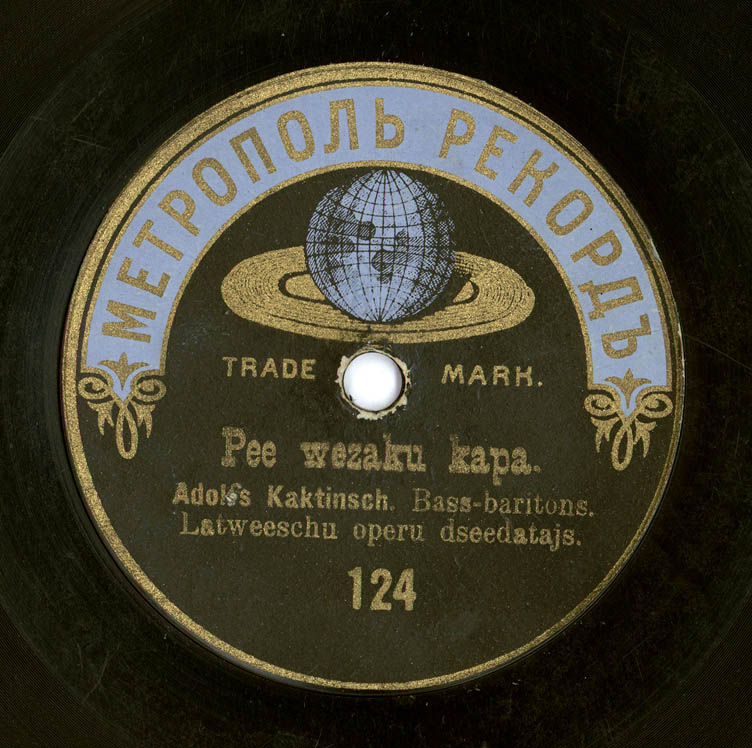 МЕТРОПОЛЬ РЕКОРДЪ
TRADE MARK.
Pee wezaku kapa.
Adolfs Kaktinsch. Bass-baritons.
Latweeschu operu dseedatajs.
124